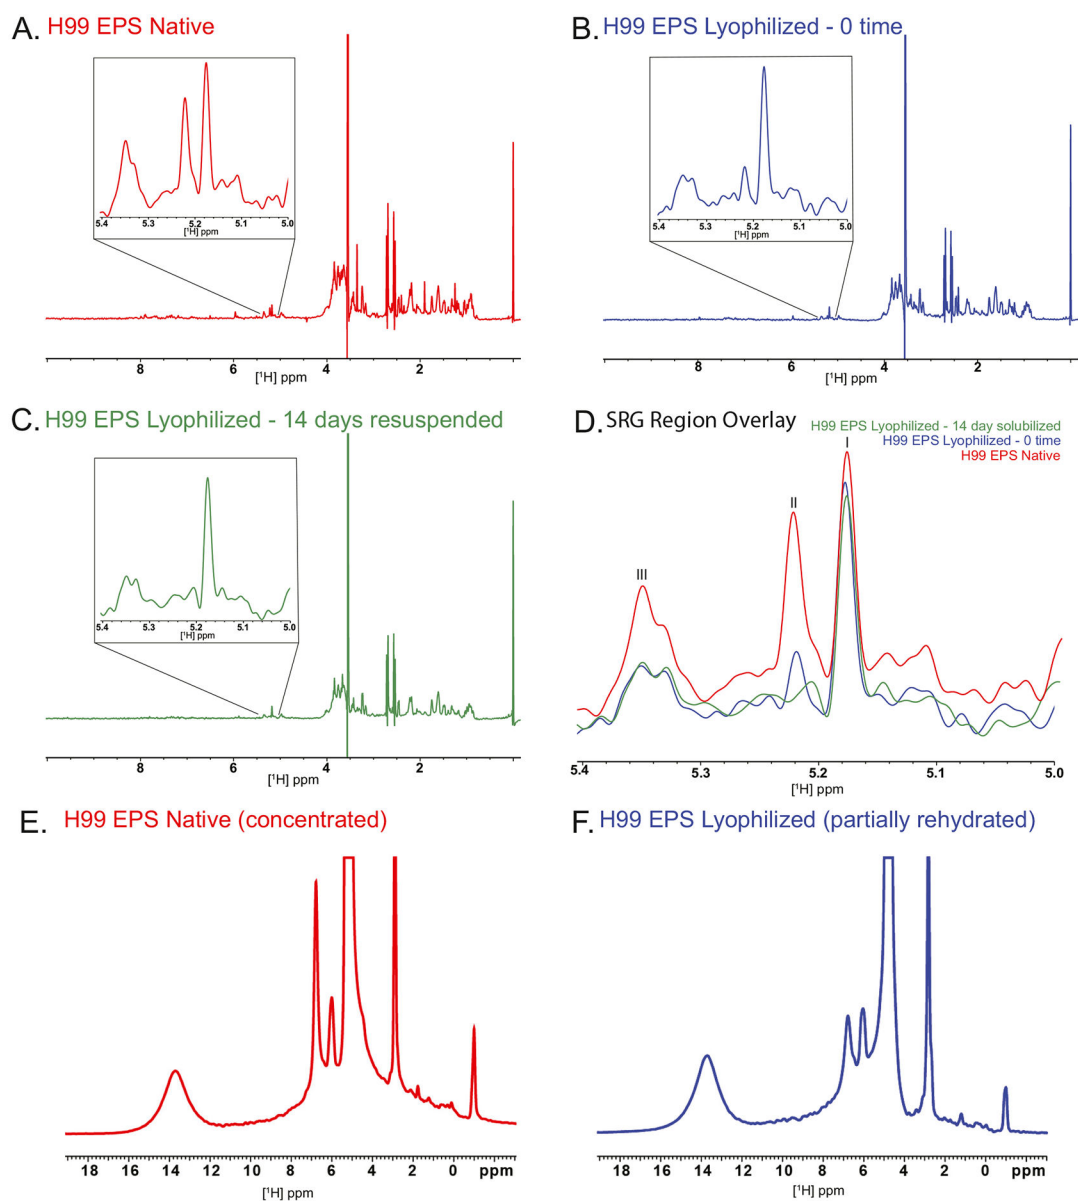 A. H99 EPS Native
5.4 5.3 5.2 5.1 5.0
[¹H] ppm
8 6 4 2
[¹H] ppm
B. H99 EPS Lyophilized - 0 time
5.4 5.3 5.2 5.1 5.0
[¹H] ppm
8 6 4 2
[¹H] ppm
C. H99 EPS Lyophilized - 14 days resuspended
5.4 5.3 5.2 5.1 5.0
[¹H] ppm
8 6 4 2
[¹H] ppm
D. SRG Region Overlay
H99 EPS Lyophilized - 14 day solubilized
H99 EPS Lyophilized - 0 time
H99 EPS Native
I
II
III
5.4 5.3 5.2 5.1 5.0
[¹H] ppm
E. H99 EPS Native (concentrated)
18 16 14 12 10 8 6 4 2 0 ppm
[¹H] ppm
F. H99 EPS Lyophilized (partially rehydrated)
18 16 14 12 10 8 6 4 2 0 ppm
[¹H] ppm